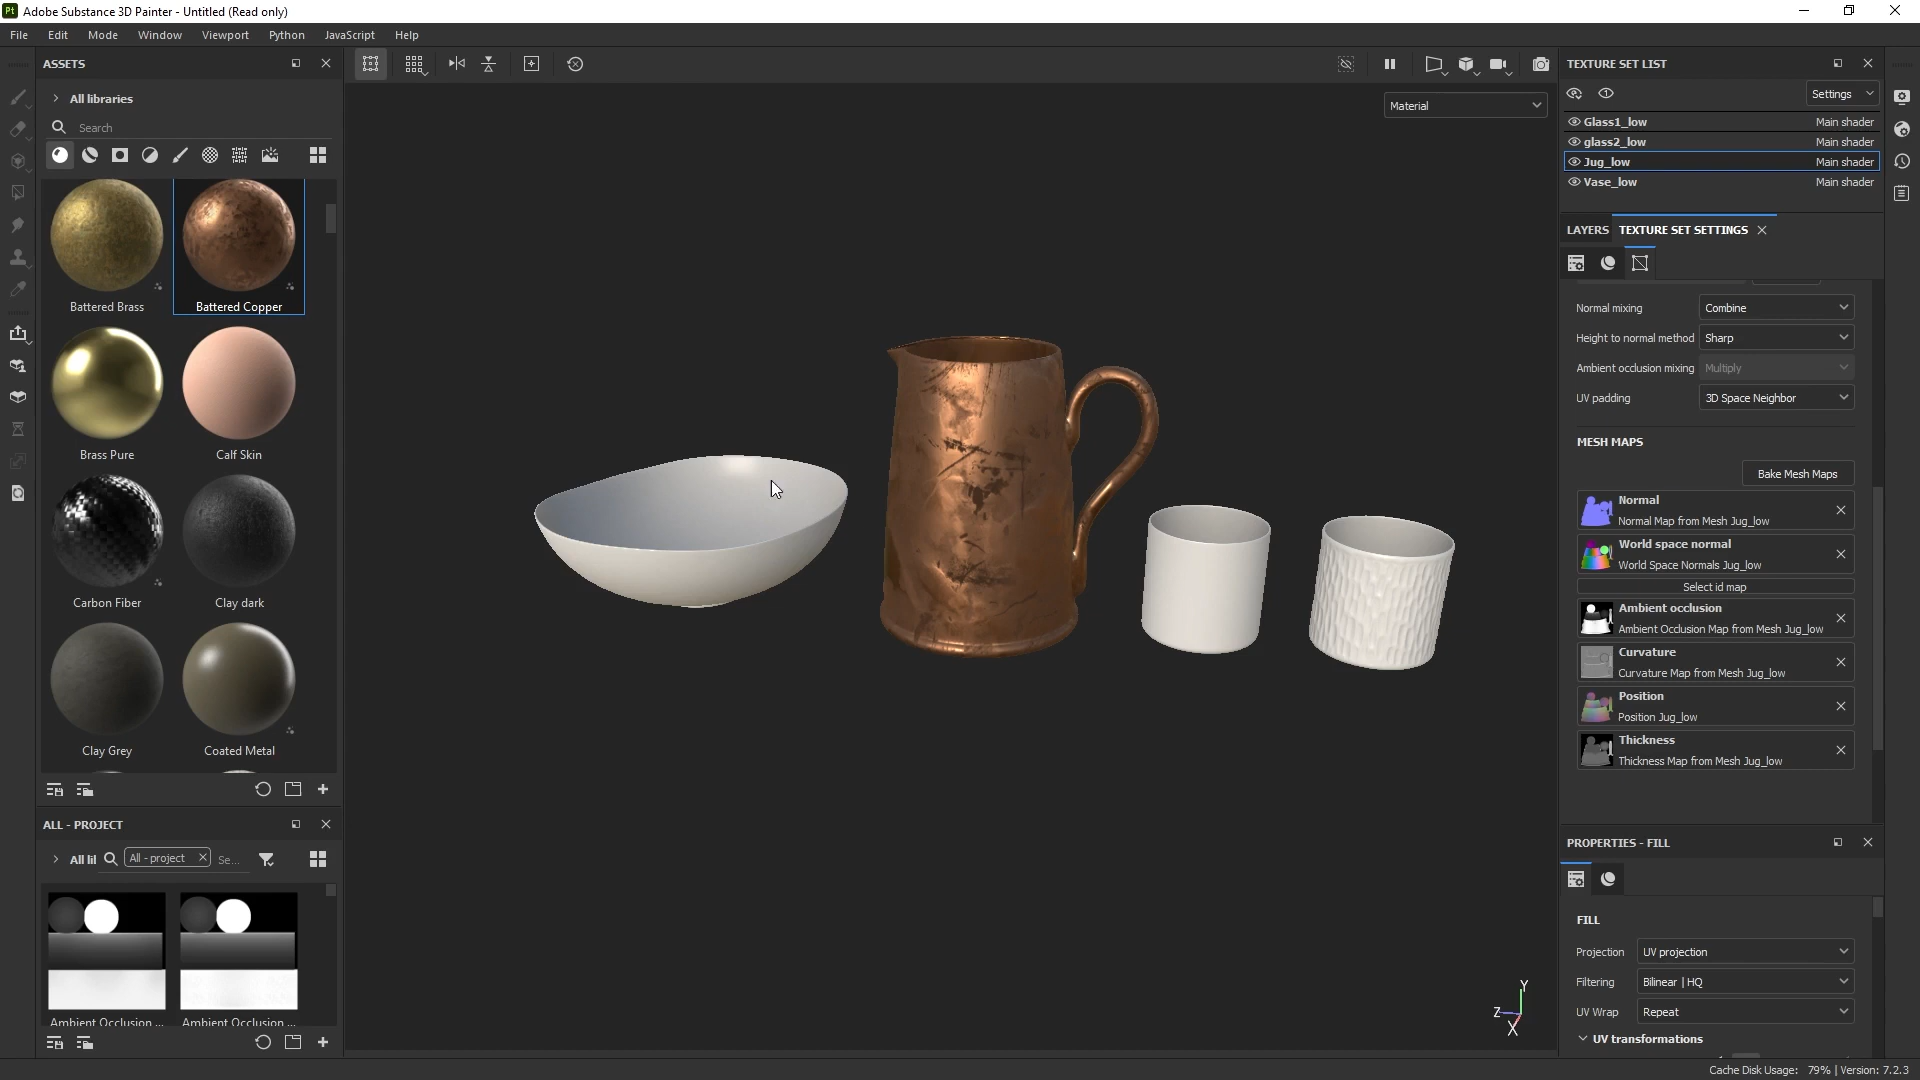 Pt Adobe Substance 3D Painter - Untitled (Read only)
File Edit Mode Window Viewport Python JavaScript Help
ASSETS
All libraries
Search
Battered Brass
Battered Copper
Brass Pure
Calf Skin
Carbon Fiber
Clay dark
Clay Grey
Coated Metal
ALL - PROJECT
All lil
All - project
Se...
Ambient Occlusion ...
Ambient Occlusion ...
Material
Y
Z
X
TEXTURE SET LIST
Settings
Glass1_low Main shader
glass2_low Main shader
Jug_low Main shader
Vase_low Main shader
LAYERS TEXTURE SET SETTINGS
Normal mixing Combine
Height to normal method Sharp
Ambient occlusion mixing Multiply
UV padding 3D Space Neighbor
MESH MAPS
Bake Mesh Maps
Normal
Normal Map from Mesh Jug_low
World space normal
World Space Normals Jug_low
Select id map
Ambient occlusion
Ambient Occlusion Map from Mesh Jug_low
Curvature
Curvature Map from Mesh Jug_low
Position
Position Jug_low
Thickness
Thickness Map from Mesh Jug_low
PROPERTIES - FILL
FILL
Projection UV projection
Filtering Bilinear | HQ
UV Wrap Repeat
UV transformations
Cache Disk Usage: 79% | Version: 7.2.3